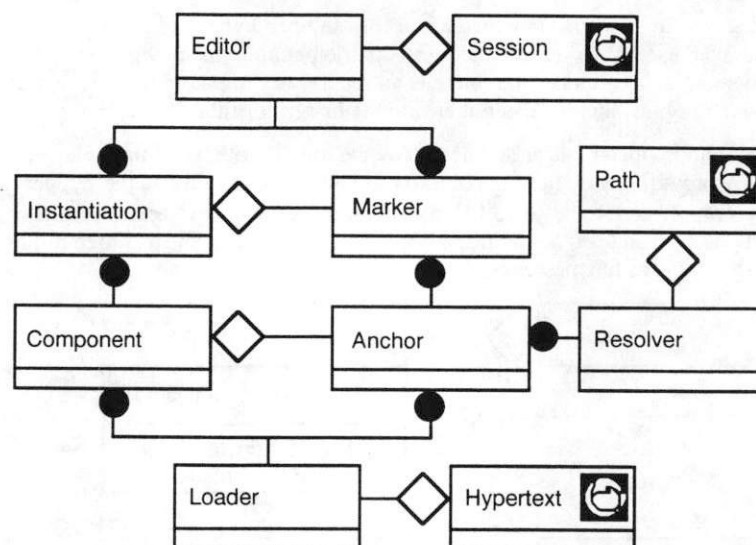 Editor
Session
Instantiation
Marker
Path
Component
Anchor
Resolver
Loader
Hypertext